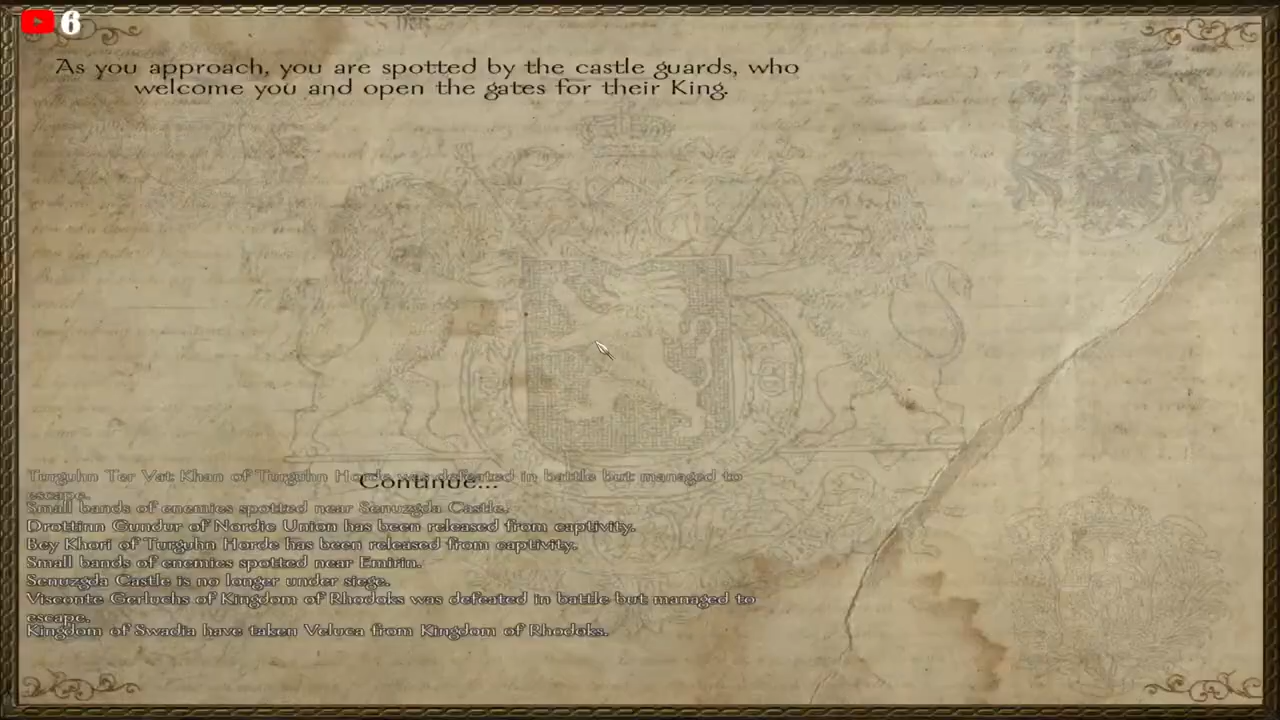 6
As you approach, you are spotted by the castle guards, who
welcome you and open the gates for their King.
Turguhn Ter Vat Khan of Turguhn Horde was defeated in battle but managed to
escape.
Continue...
Small bands of enemies spotted near Senuzgda Castle.
Drottinn Gundur of Nordic Union has been released from captivity.
Bey Khori of Turguhn Horde has been released from captivity.
Small bands of enemies spotted near Emirin.
Senuzgda Castle is no longer under siege.
Visconte Gerluchs of Kingdom of Rhodoks was defeated in battle but managed to
escape.
Kingdom of Swadia have taken Veluca from Kingdom of Rhodoks.